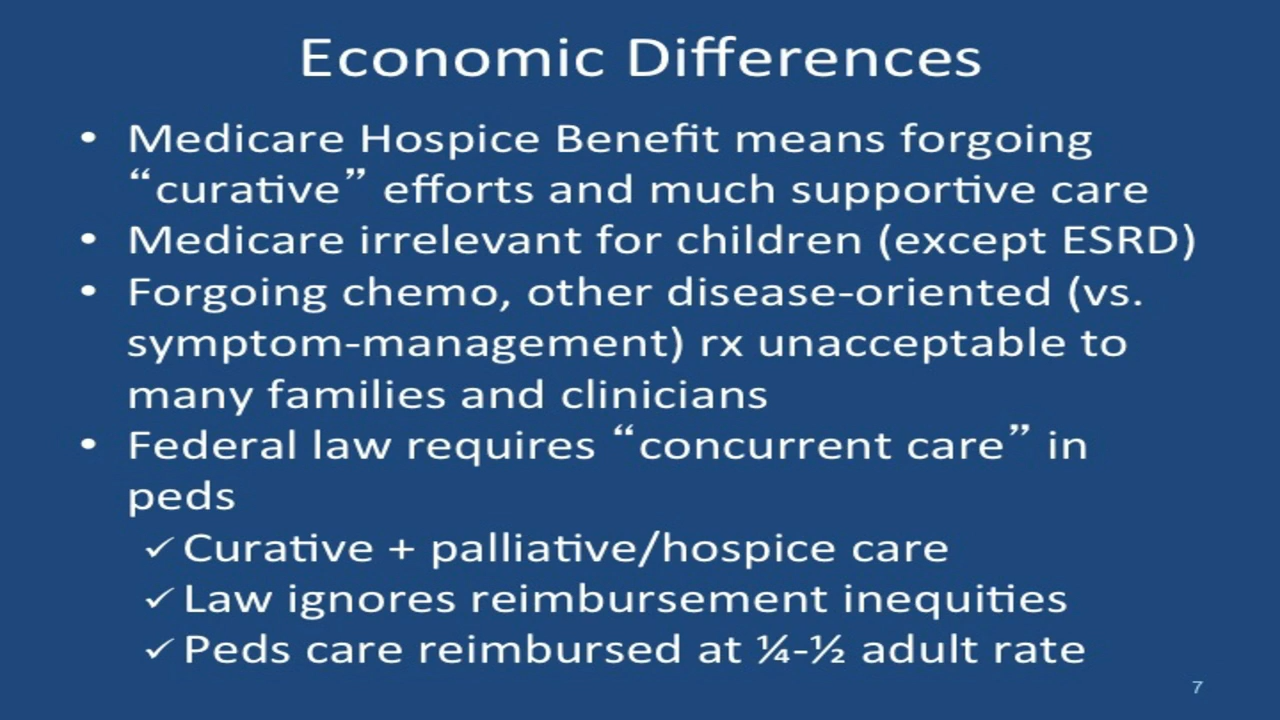 Economic Differences
• Medicare Hospice Benefit means forgoing
“curative” efforts and much supportive care
• Medicare irrelevant for children (except ESRD)
• Forgoing chemo, other disease-oriented (vs.
symptom-management) rx unacceptable to
many families and clinicians
• Federal law requires “concurrent care” in
peds
✓ Curative + palliative/hospice care
✓ Law ignores reimbursement inequities
✓ Peds care reimbursed at ¼-½ adult rate
7